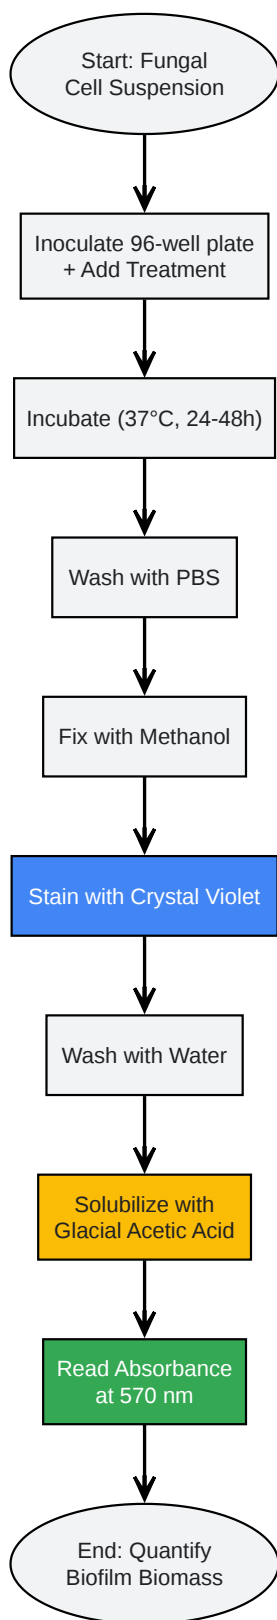 Start: Fungal
Cell Suspension
Inoculate 96-well plate
+ Add Treatment
Incubate (37°C, 24-48h)
Wash with PBS
Fix with Methanol
Stain with Crystal Violet
Wash with Water
Solubilize with
Glacial Acetic Acid
Read Absorbance
at 570 nm
End: Quantify
Biofilm Biomass